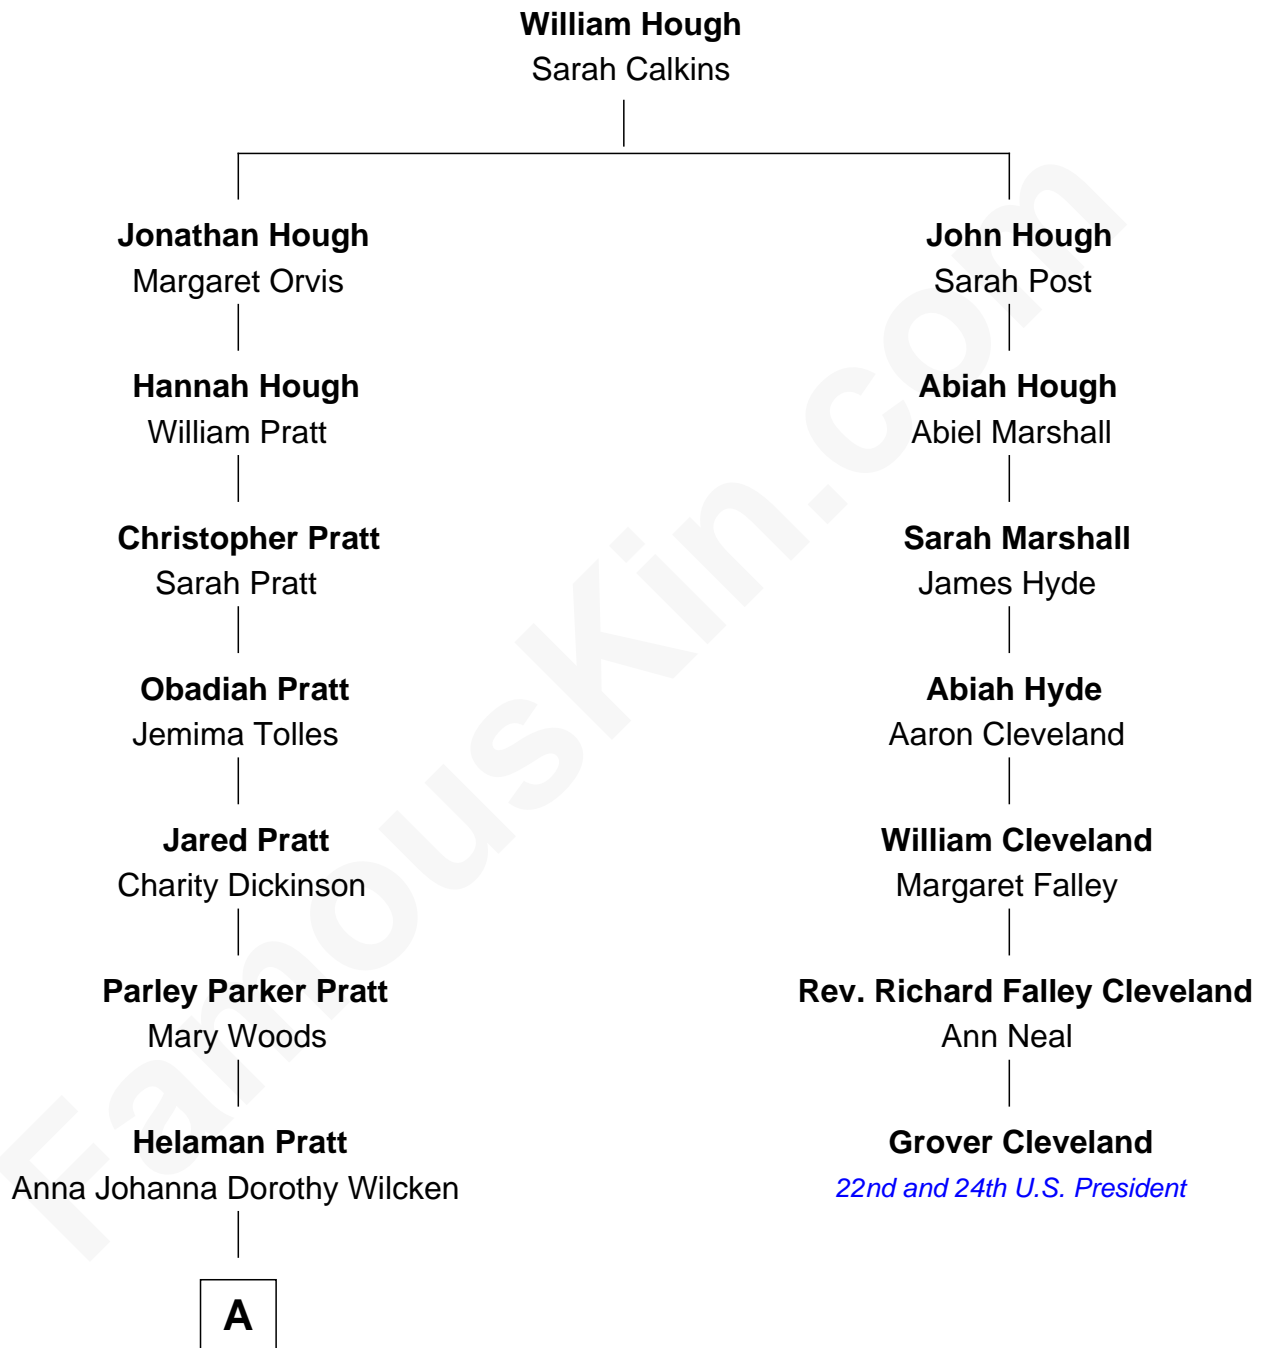 William Hough
Sarah Calkins
Jonathan Hough
Margaret Orvis
Hannah Hough
William Pratt
Christopher Pratt
Sarah Pratt
Obadiah Pratt
Jemima Tolles
Jared Pratt
Charity Dickinson
Parley Parker Pratt
Mary Woods
Helaman Pratt
Anna Johanna Dorothy Wilcken
A
John Hough
Sarah Post
Abiah Hough
Abiel Marshall
Sarah Marshall
James Hyde
Abiah Hyde
Aaron Cleveland
William Cleveland
Margaret Falley
Rev. Richard Falley Cleveland
Ann Neal
Grover Cleveland
22nd and 24th U.S. President
FamousKin.com